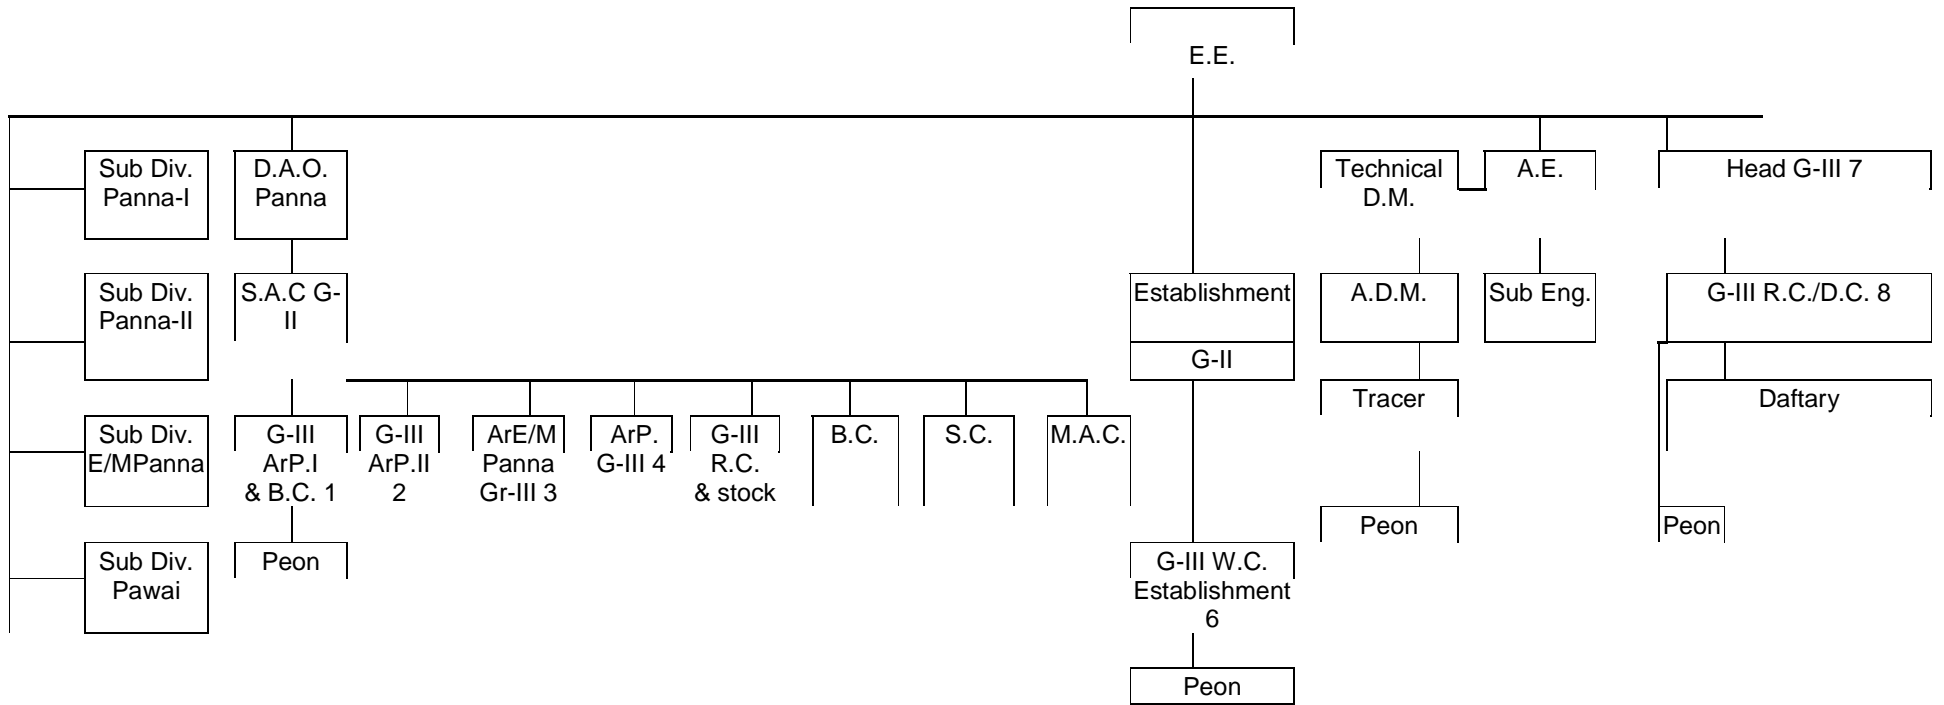 E.E.
Sub Div.
Panna-I
D.A.O.
Panna
Technical
D.M.
A.E.
Head G-III 7
Sub Div.
Panna-II
S.A.C G-
II
Establishment
G-II
A.D.M.
Sub Eng.
G-III R.C./D.C. 8
Tracer
Daftary
Sub Div.
E/MPanna
G-III
ArP.I
& B.C. 1
G-III
ArP.II
2
ArE/M
Panna
Gr-III 3
ArP.
G-III 4
G-III
R.C.
& stock
B.C.
S.C.
M.A.C.
Peon
Peon
Sub Div.
Pawai
Peon
G-III W.C.
Establishment
6
Peon